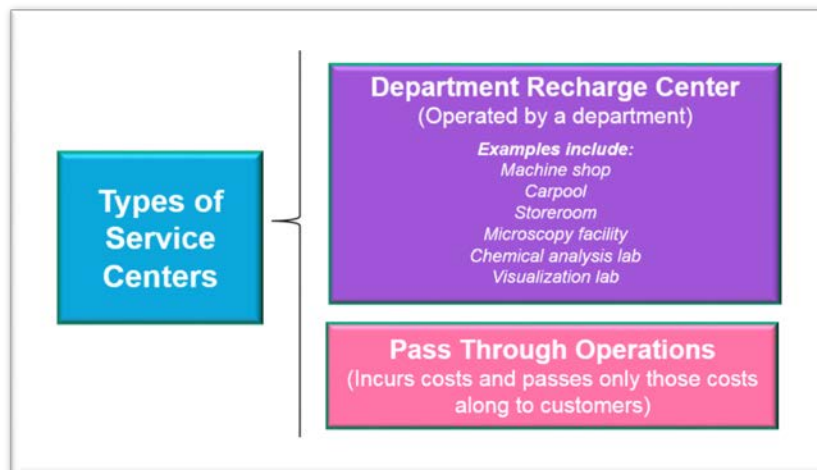 Types of
Service
Centers
Department Recharge Center
(Operated by a department)
Examples include:
Machine shop
Carpool
Storeroom
Microscopy facility
Chemical analysis lab
Visualization lab
Pass Through Operations
(Incurs costs and passes only those costs
along to customers)